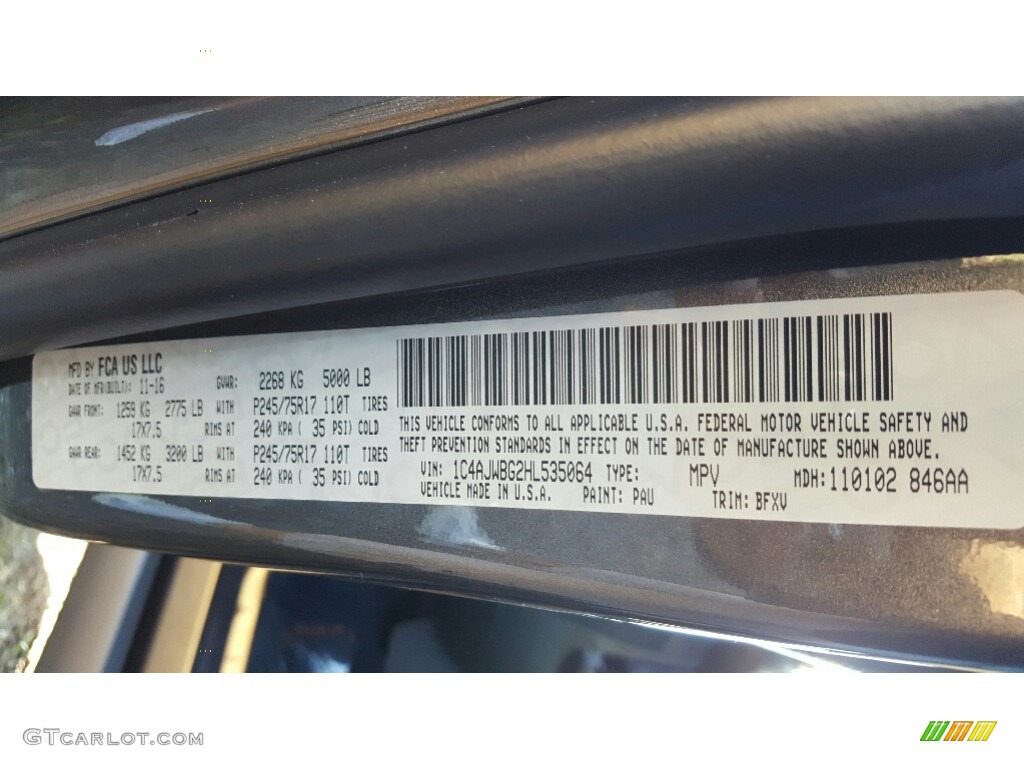 MFD BY FCA US LLC
DATE OF MFR(BUILT): 11-16 GVWR: 2268 KG 5000 LB
GAWR FRONT: 1259 KG 2775 LB WITH P245/75R17 110T TIRES
17X7.5 RIMS AT 240 KPA ( 35 PSI) COLD
GAWR REAR: 1452 KG 3200 LB WITH P245/75R17 110T TIRES
17X7.5 RIMS AT 240 KPA ( 35 PSI) COLD
THIS VEHICLE CONFORMS TO ALL APPLICABLE U.S.A. FEDERAL MOTOR VEHICLE SAFETY AND
THEFT PREVENTION STANDARDS IN EFFECT ON THE DATE OF MANUFACTURE SHOWN ABOVE.
VIN: 1C4AJWBG2HL535064 TYPE: MPV MDH: 110102 846AA
VEHICLE MADE IN U.S.A. PAINT: PAU TRIM: BFXV
GTCarLot.com